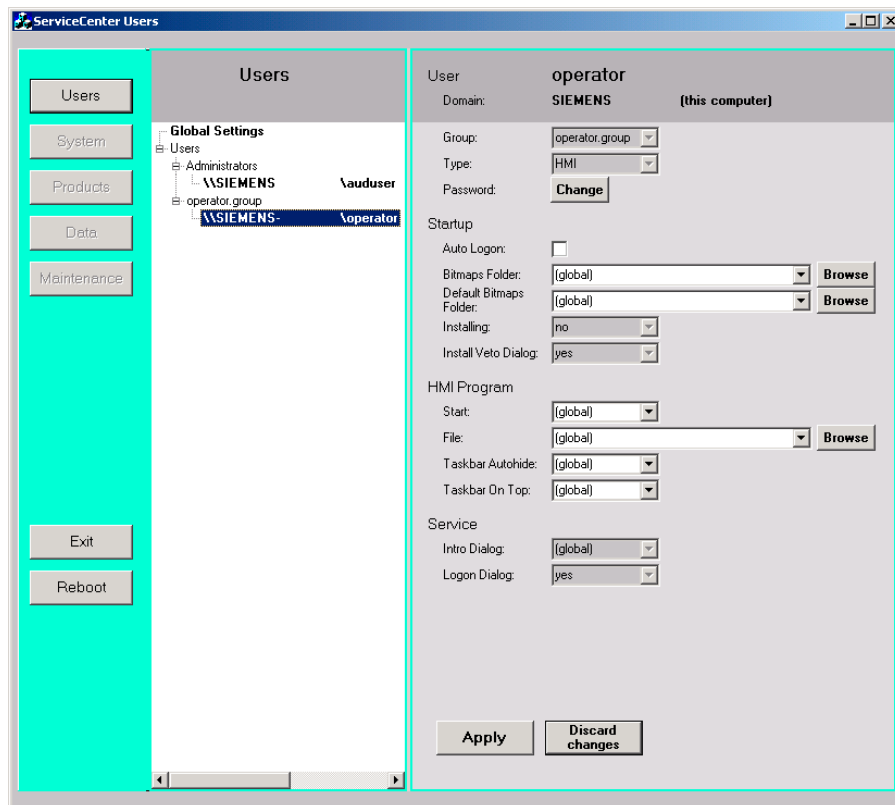 ServiceCenter Users
Users
System
Products
Data
Maintenance
Exit
Reboot
Users
Global Settings
Users
Administrators
\\SIEMENS \auduser
operator.group
\\SIEMENS- \operator
User operator
Domain: SIEMENS (this computer)
Group: operator.group
Type: HMI
Password: Change
Startup
Auto Logon:
Bitmaps Folder: (global) Browse
Default Bitmaps
Folder: (global) Browse
Installing: no
Install Veto Dialog: yes
HMI Program
Start: (global)
File: (global) Browse
Taskbar Autohide: (global)
Taskbar On Top: (global)
Service
Intro Dialog: (global)
Logon Dialog: yes
Apply
Discard
changes